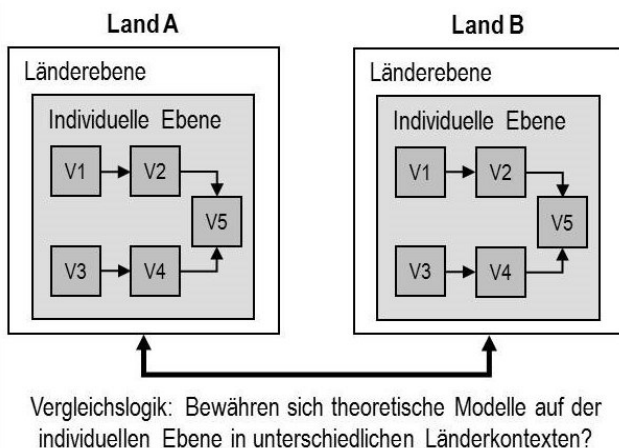 Land A
Länderebene
Individuelle Ebene
V1
V2
V5
V3
V4
Land B
Länderebene
Individuelle Ebene
V1
V2
V5
V3
V4
Vergleichslogik: Bewähren sich theoretische Modelle auf der
individuellen Ebene in unterschiedlichen Länderkontexten?